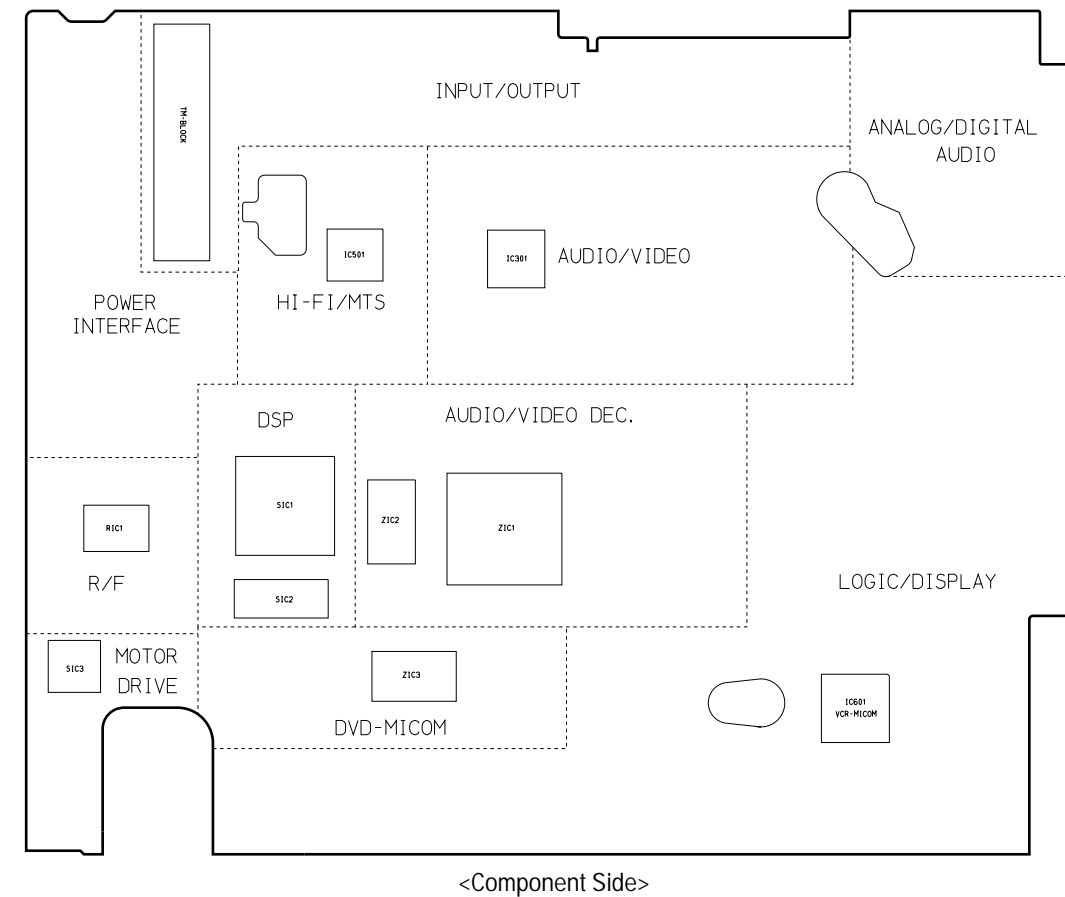 INPUT/OUTPUT
TM-BLOCK
ANALOG/DIGITAL
AUDIO
IC501
IC301
AUDIO/VIDEO
POWER
INTERFACE
HI-FI/MTS
DSP
AUDIO/VIDEO DEC.
SIC1
ZIC2
ZIC1
RIC1
R/F
SIC2
LOGIC/DISPLAY
SIC3
MOTOR
DRIVE
ZIC3
DVD-MICOM
IC601
VCR-MICOM
<Component Side>